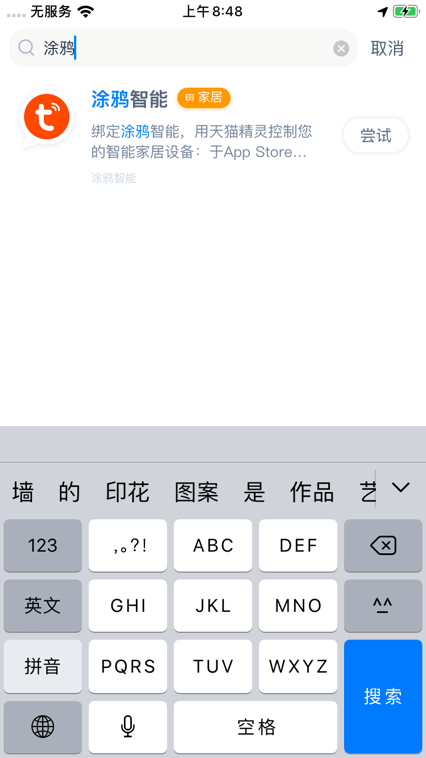 无服务 上午8:48
涂鸦 取消
涂鸦智能 家居
绑定涂鸦智能，用天猫精灵控制您
的智能家居设备：于App Store…
尝试
涂鸦智能
墙 的 印花 图案 是 作品 艺
123 ,。?! ABC DEF
英文 GHI JKL MNO ^^
拼音 PQRS TUV WXYZ 搜索
空格